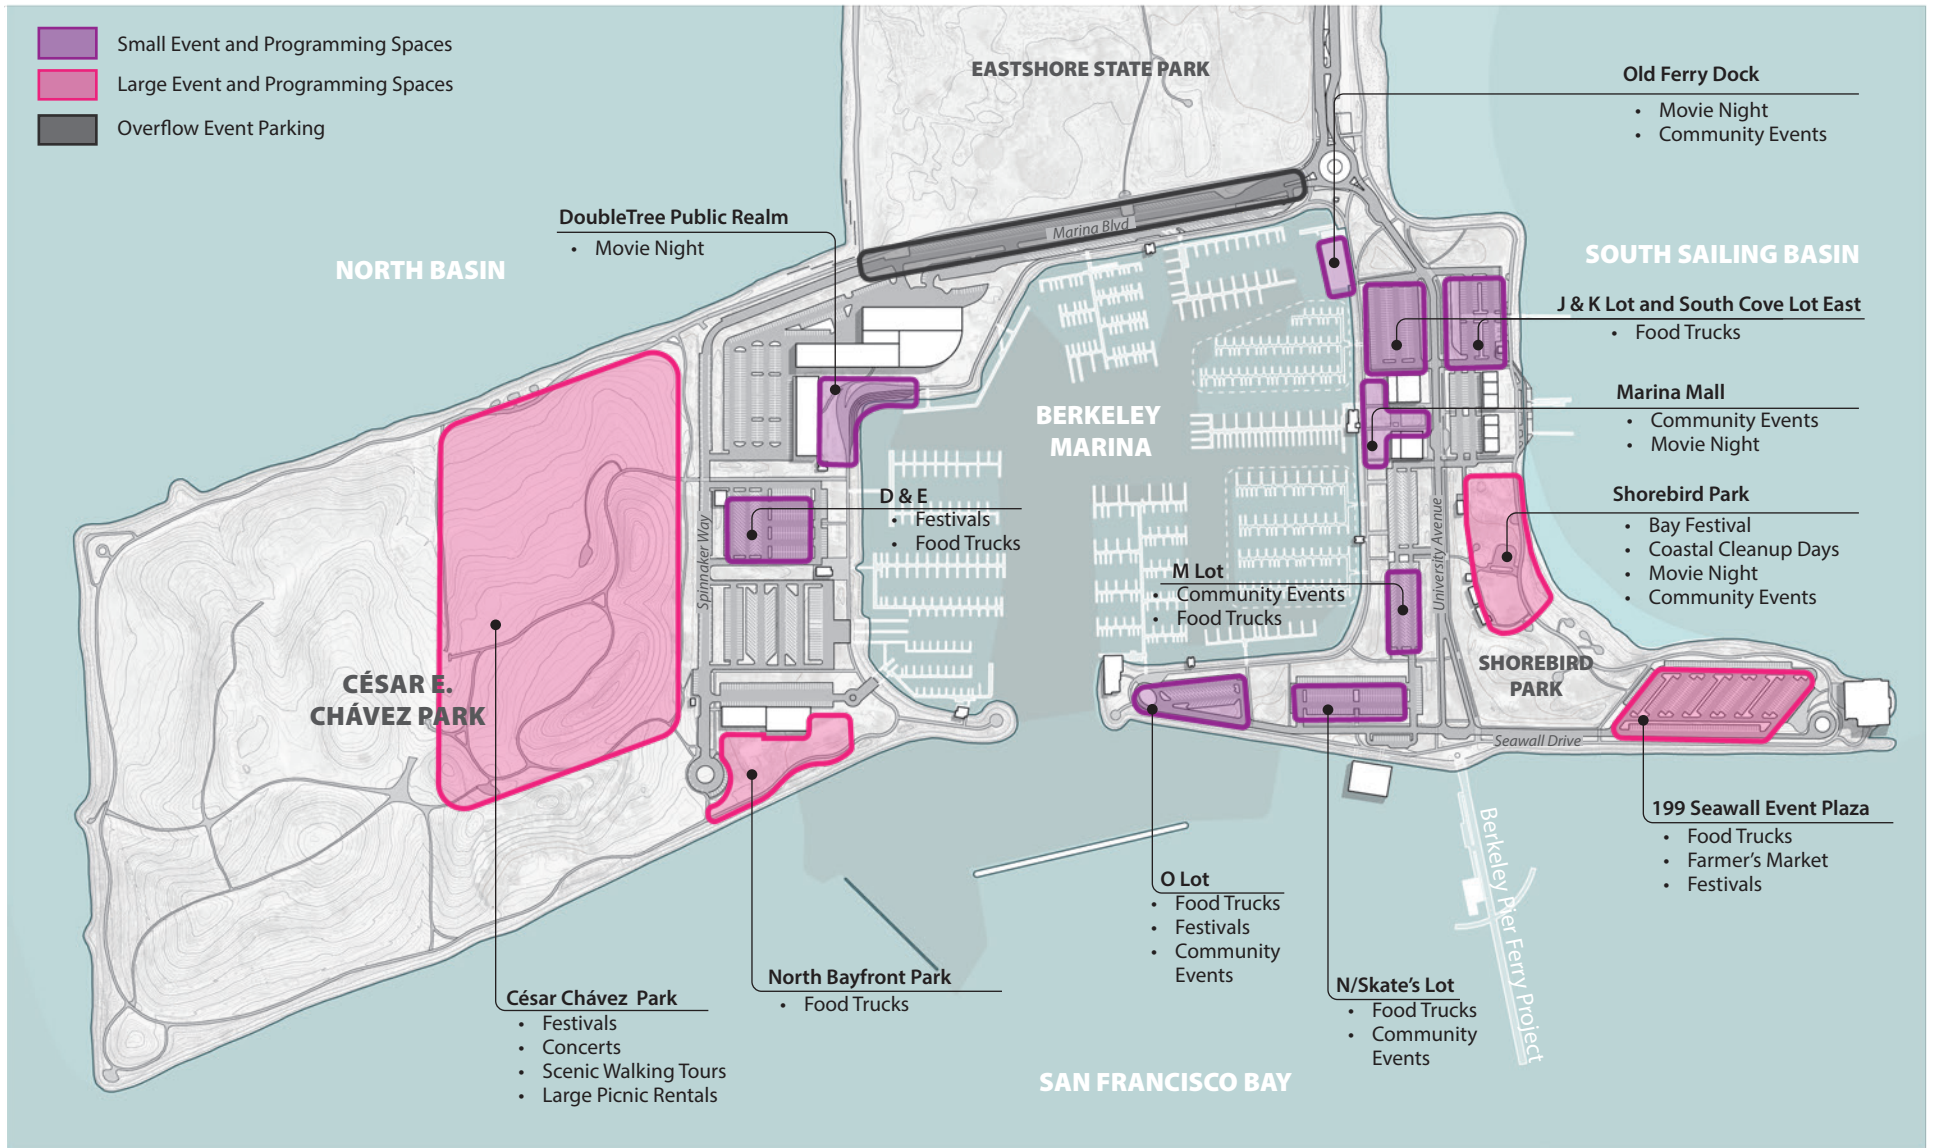 Small Event and Programming Spaces
Large Event and Programming Spaces
Overflow Event Parking
EASTSHORE STATE PARK
Old Ferry Dock
• Movie Night
• Community Events
DoubleTree Public Realm
• Movie Night
Marina Blvd
NORTH BASIN
SOUTH SAILING BASIN
J & K Lot and South Cove Lot East
• Food Trucks
BERKELEY
MARINA
Marina Mall
• Community Events
• Movie Night
D & E
• Festivals
• Food Trucks
Shorebird Park
• Bay Festival
• Coastal Cleanup Days
• Movie Night
• Community Events
Spinnaker Way
University Avenue
M Lot
• Community Events
• Food Trucks
SHOREBIRD
PARK
CÉSAR E.
CHÁVEZ PARK
Seawall Drive
199 Seawall Event Plaza
• Food Trucks
• Farmer's Market
• Festivals
Berkeley Pier Ferry Project
O Lot
• Food Trucks
• Festivals
• Community
Events
N/Skate's Lot
• Food Trucks
• Community
Events
North Bayfront Park
• Food Trucks
César Chávez Park
• Festivals
• Concerts
• Scenic Walking Tours
• Large Picnic Rentals
SAN FRANCISCO BAY